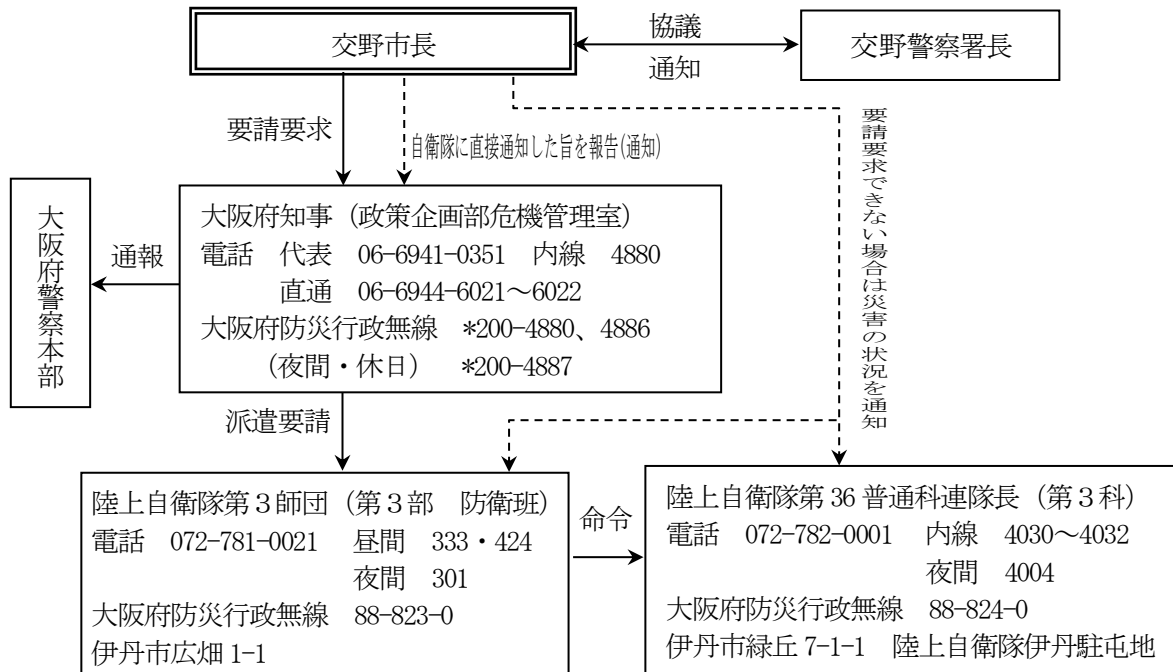 交野市長
協議
通知
交野警察署長
要請要求
自衛隊に直接通知した旨を報告(通知)
要請要求できない場合は災害の状況を通知
大阪府警察本部
通報
大阪府知事（政策企画部危機管理室）
電話　代表　06-6941-0351　内線　4880
直通　06-6944-6021～6022
大阪府防災行政無線　*200-4880、4886
（夜間・休日）　*200-4887
派遣要請
陸上自衛隊第３師団（第３部　防衛班）
電話　072-781-0021　昼間　333・424
夜間　301
大阪府防災行政無線　88-823-0
伊丹市広畑 1-1
命令
陸上自衛隊第 36 普通科連隊長（第３科）
電話　072-782-0001　内線　4030～4032
夜間　4004
大阪府防災行政無線　88-824-0
伊丹市緑丘 7-1-1　陸上自衛隊伊丹駐屯地